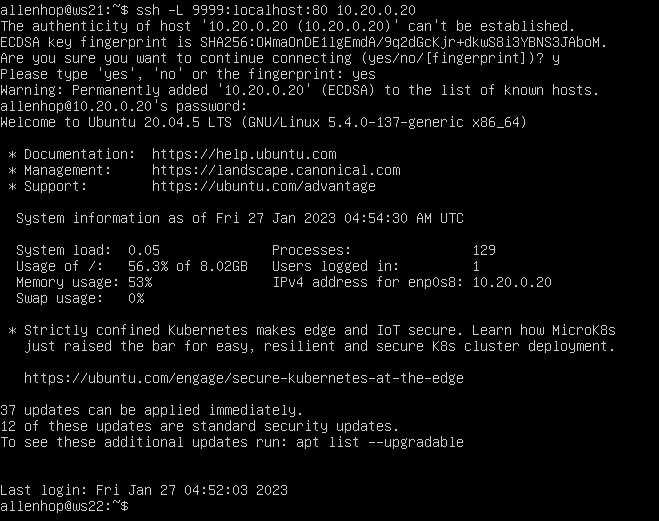 allenhop@ws21:~$ ssh -L 9999:localhost:80 10.20.0.20
The authenticity of host '10.20.0.20 (10.20.0.20)' can't be established.
ECDSA key fingerprint is SHA256:OWmaOnDE1lgEmdA/9q2dGcKjr+dkwS8i3YBNS3JAboM.
Are you sure you want to continue connecting (yes/no/[fingerprint])? y
Please type 'yes', 'no' or the fingerprint: yes
Warning: Permanently added '10.20.0.20' (ECDSA) to the list of known hosts.
allenhop@10.20.0.20's password:
Welcome to Ubuntu 20.04.5 LTS (GNU/Linux 5.4.0-137-generic x86_64)
* Documentation:  https://help.ubuntu.com
* Management:     https://landscape.canonical.com
* Support:        https://ubuntu.com/advantage
System information as of Fri 27 Jan 2023 04:54:30 AM UTC
System load:  0.05              Processes:               129
Usage of /:   56.3% of 8.02GB   Users logged in:         1
Memory usage: 53%               IPv4 address for enp0s8: 10.20.0.20
Swap usage:   0%
* Strictly confined Kubernetes makes edge and IoT secure. Learn how MicroK8s
just raised the bar for easy, resilient and secure K8s cluster deployment.
https://ubuntu.com/engage/secure-kubernetes-at-the-edge
37 updates can be applied immediately.
12 of these updates are standard security updates.
To see these additional updates run: apt list --upgradable
Last login: Fri Jan 27 04:52:03 2023
allenhop@ws22:~$